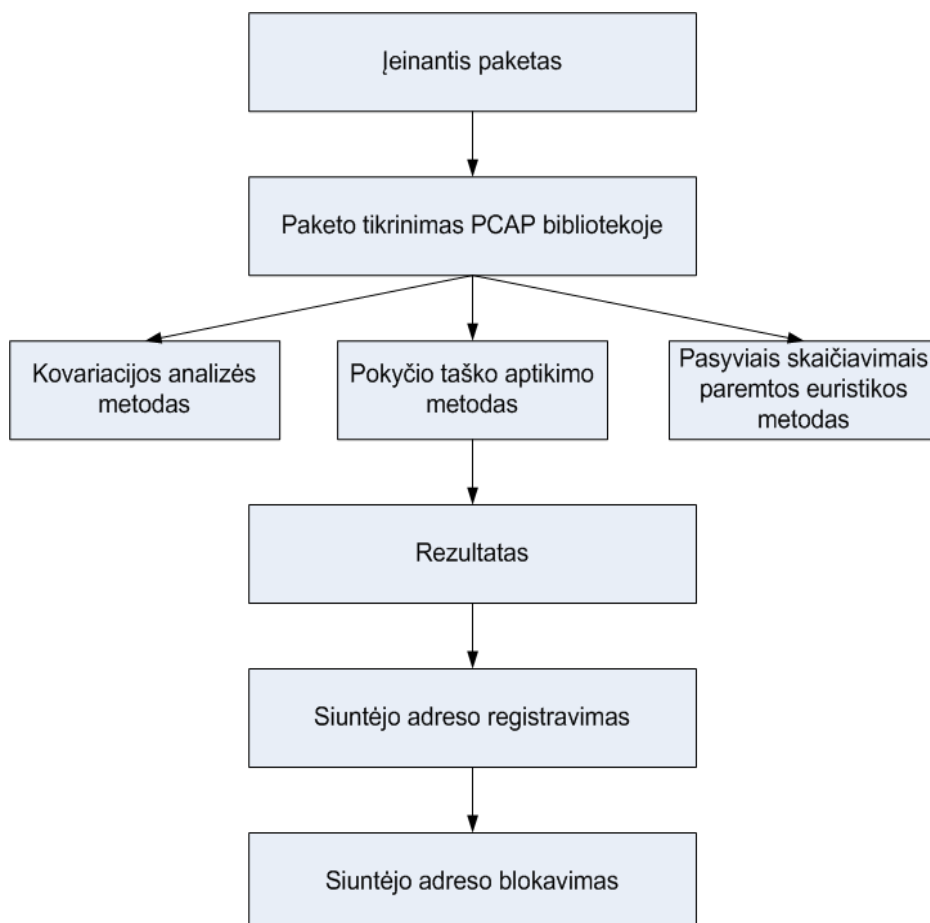 Įeinantis paketas
Paketo tikrinimas PCAP bibliotekoje
Kovariacijos analizės
metodas
Pokyčio taško aptikimo
metodas
Pasyviais skaičiavimais
paremtos euristikos
metodas
Rezultatas
Siuntėjo adreso registravimas
Siuntėjo adreso blokavimas